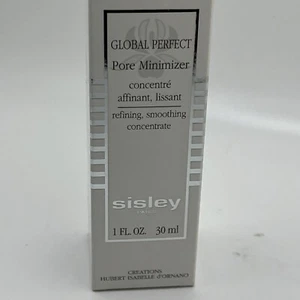 GLOBAL PERFECT
Pore Minimizer
concentré
affinant, lissant
refining, smoothing
concentrate
sisley
PARIS
1 FL. OZ. 30 ml
CREATIONS
HUBERT ISABELLE d'ORNANO